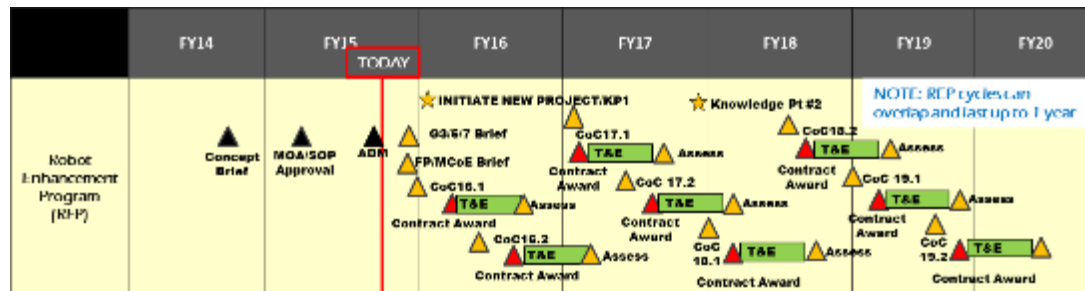 FY14
FY15
FY16
FY17
FY18
FY19
FY20
TODAY
Robot
Enhancement
Program
(REP)
Concept
Brief
MOA/SOP
Approval
ADM
INITIATE NEW PROJECT/KP1
G3/5/7 Brief
FP/MCoE Brief
CoC16.1
T&E
Assess
Contract Award
CoC16.2
T&E
Assess
Contract Award
CoC17.1
T&E
Assess
Contract
Award
CoC 17.2
T&E
Assess
Contract
Award
Knowledge Pt #2
CoC
18.1
T&E
Assess
Contract Award
CoC18.2
T&E
Assess
Contract
Award
NOTE: REP cycles can
overlap and last up to 1 year
CoC 19.1
T&E
Assess
Contract
Award
CoC
19.2
T&E
Contract Award